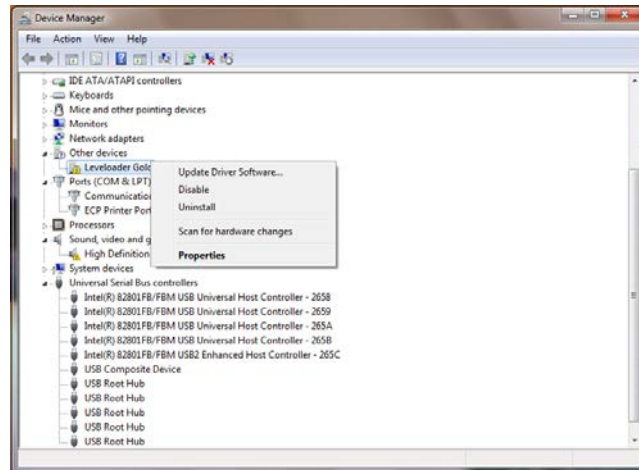 Device Manager
File Action View Help
IDE ATA/ATAPI controllers
Keyboards
Mice and other pointing devices
Monitors
Network adapters
Other devices
Leveloader Gold
Update Driver Software...
Disable
Uninstall
Scan for hardware changes
Properties
Ports (COM & LPT)
Communicatio
ECP Printer Port
Processors
Sound, video and g
High Definition
System devices
Universal Serial Bus controllers
Intel(R) 82801FB/FBM USB Universal Host Controller - 2658
Intel(R) 82801FB/FBM USB Universal Host Controller - 2659
Intel(R) 82801FB/FBM USB Universal Host Controller - 265A
Intel(R) 82801FB/FBM USB Universal Host Controller - 265B
Intel(R) 82801FB/FBM USB2 Enhanced Host Controller - 265C
USB Composite Device
USB Root Hub
USB Root Hub
USB Root Hub
USB Root Hub
USB Root Hub